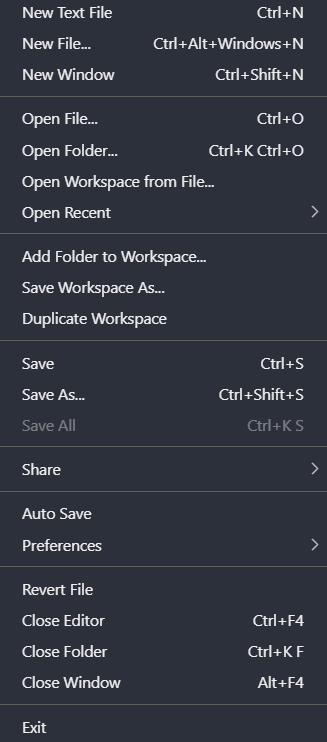 New Text File Ctrl+N
New File... Ctrl+Alt+Windows+N
New Window Ctrl+Shift+N
Open File... Ctrl+O
Open Folder... Ctrl+K Ctrl+O
Open Workspace from File...
Open Recent
Add Folder to Workspace...
Save Workspace As...
Duplicate Workspace
Save Ctrl+S
Save As... Ctrl+Shift+S
Save All Ctrl+K S
Share
Auto Save
Preferences
Revert File
Close Editor Ctrl+F4
Close Folder Ctrl+K F
Close Window Alt+F4
Exit